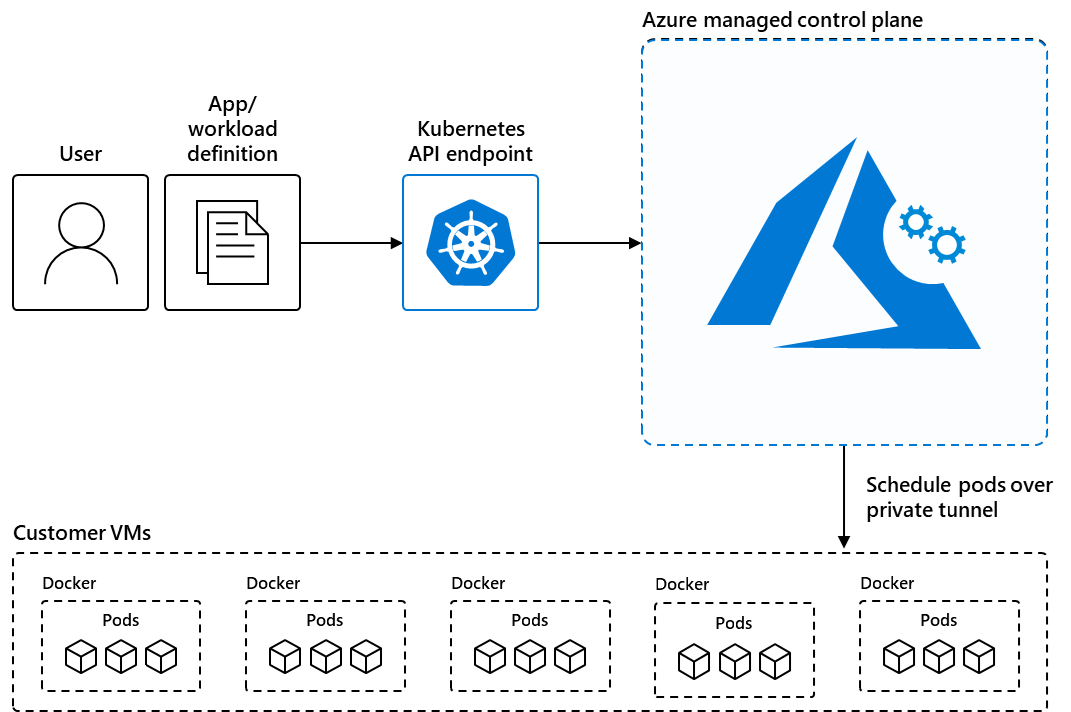 Azure managed control plane
User
App/
workload
definition
Kubernetes
API endpoint
Schedule pods over
private tunnel
Customer VMs
Docker
Docker
Docker
Docker
Docker
Pods
Pods
Pods
Pods
Pods